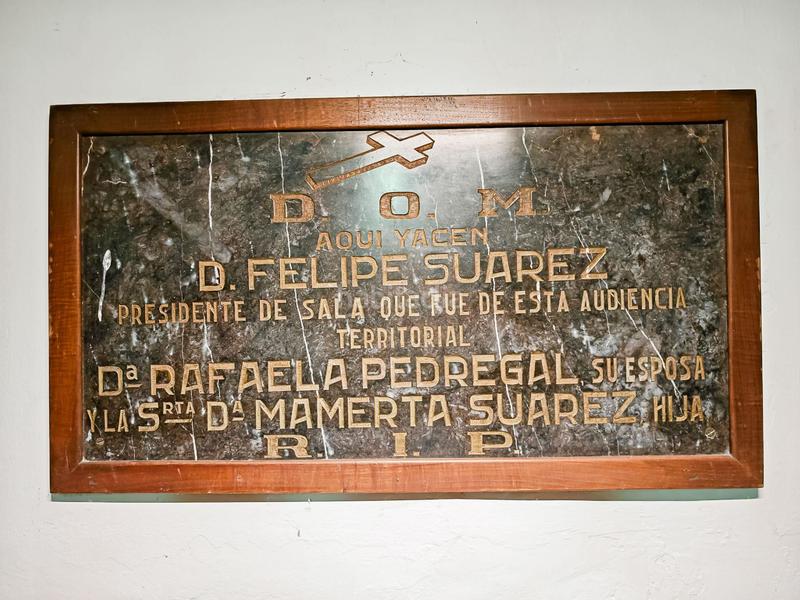 D. O. M.
AQUI YACEN
D. FELIPE SUAREZ
PRESIDENTE DE SALA QUE FUE DE ESTA AUDIENCIA
TERRITORIAL
Dª RAFAELA PEDREGAL SU ESPOSA
Y LA SRTA Dª MAMERTA SUAREZ, HIJA
R. I. P.